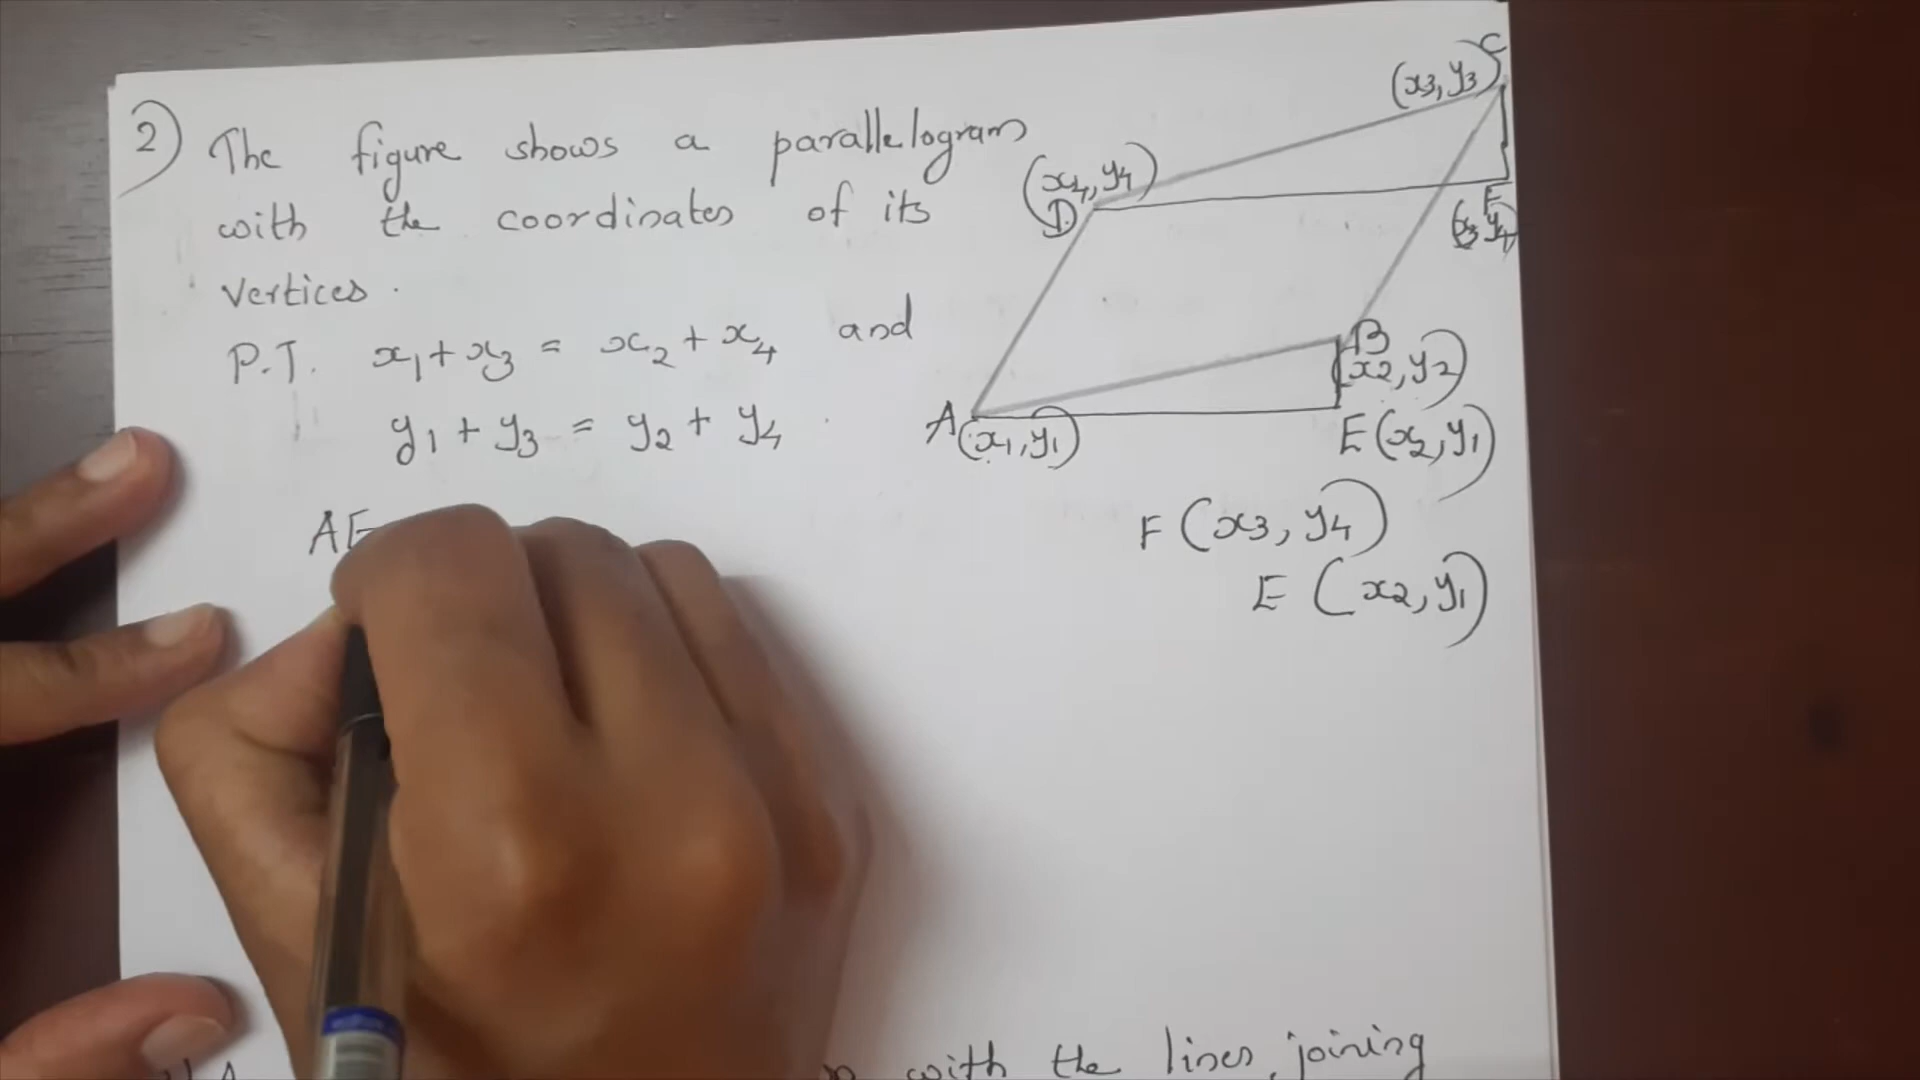 2) The figure shows a parallelogram
with the coordinates of its
vertices.
P.T. x₁ + x₃ = x₂ + x₄ and
y₁ + y₃ = y₂ + y₄.
AE
C
(x₃, y₃)
(x₄, y₄)
D
F
(x₃ y₄)
B
(x₂, y₂)
A (x₁, y₁)
E (x₂, y₁)
F (x₃, y₄)
E (x₂, y₁)
with the lines joining